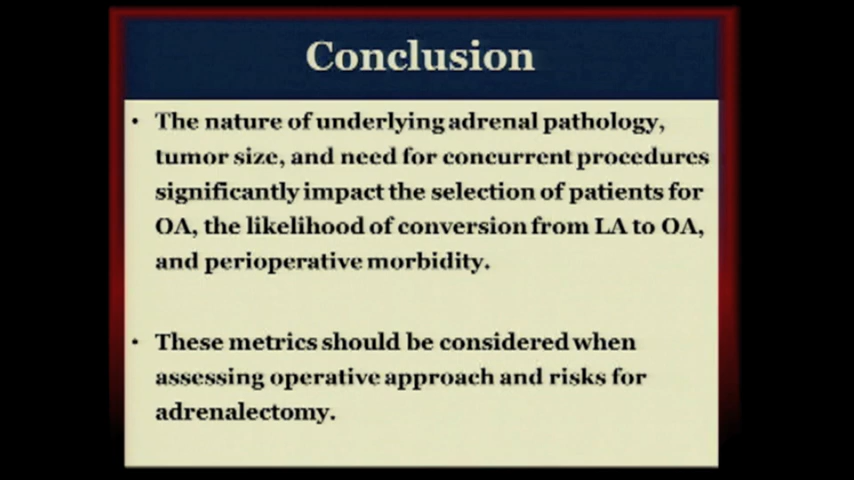 Conclusion
• The nature of underlying adrenal pathology,
tumor size, and need for concurrent procedures
significantly impact the selection of patients for
OA, the likelihood of conversion from LA to OA,
and perioperative morbidity.
• These metrics should be considered when
assessing operative approach and risks for
adrenalectomy.